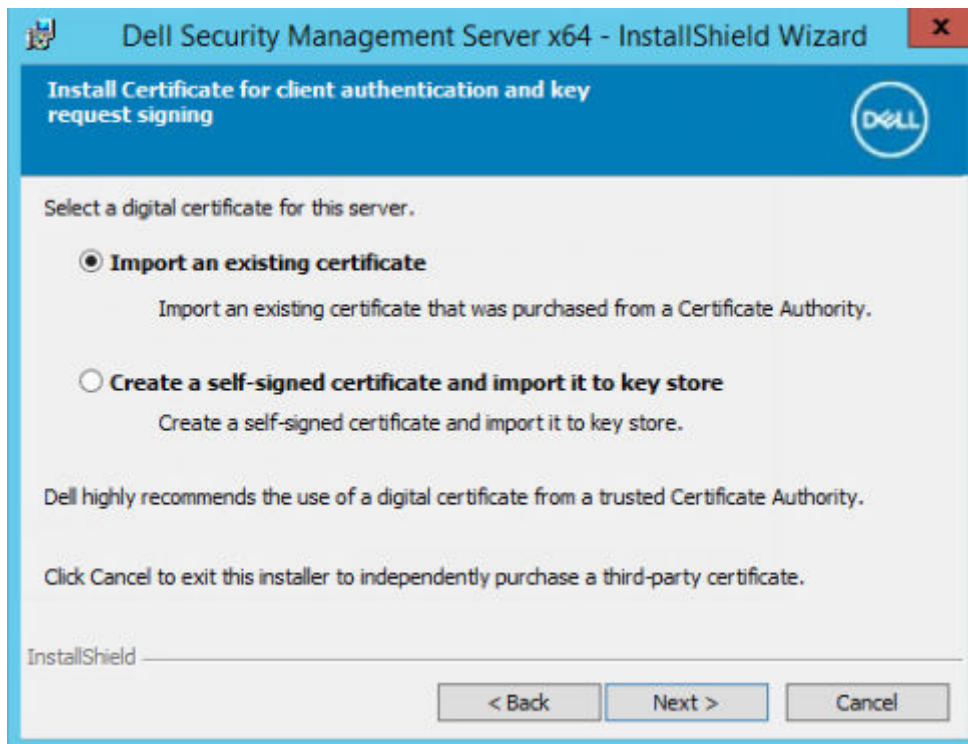 Dell Security Management Server x64 - InstallShield Wizard
x
Install Certificate for client authentication and key
request signing
DELL
Select a digital certificate for this server.
Import an existing certificate
Import an existing certificate that was purchased from a Certificate Authority.
Create a self-signed certificate and import it to key store
Create a self-signed certificate and import it to key store.
Dell highly recommends the use of a digital certificate from a trusted Certificate Authority.
Click Cancel to exit this installer to independently purchase a third-party certificate.
InstallShield
< Back Next > Cancel